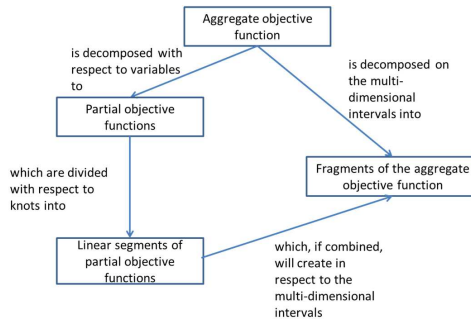 Aggregate objective
function
is decomposed with
respect to variables
to
is decomposed on
the multi-
dimensional
intervals into
Partial objective
functions
which are divided
with respect to
knots into
Fragments of the aggregate
objective function
Linear segments of
partial objective
functions
which, if combined,
will create in
respect to the
multi-dimensional
intervals